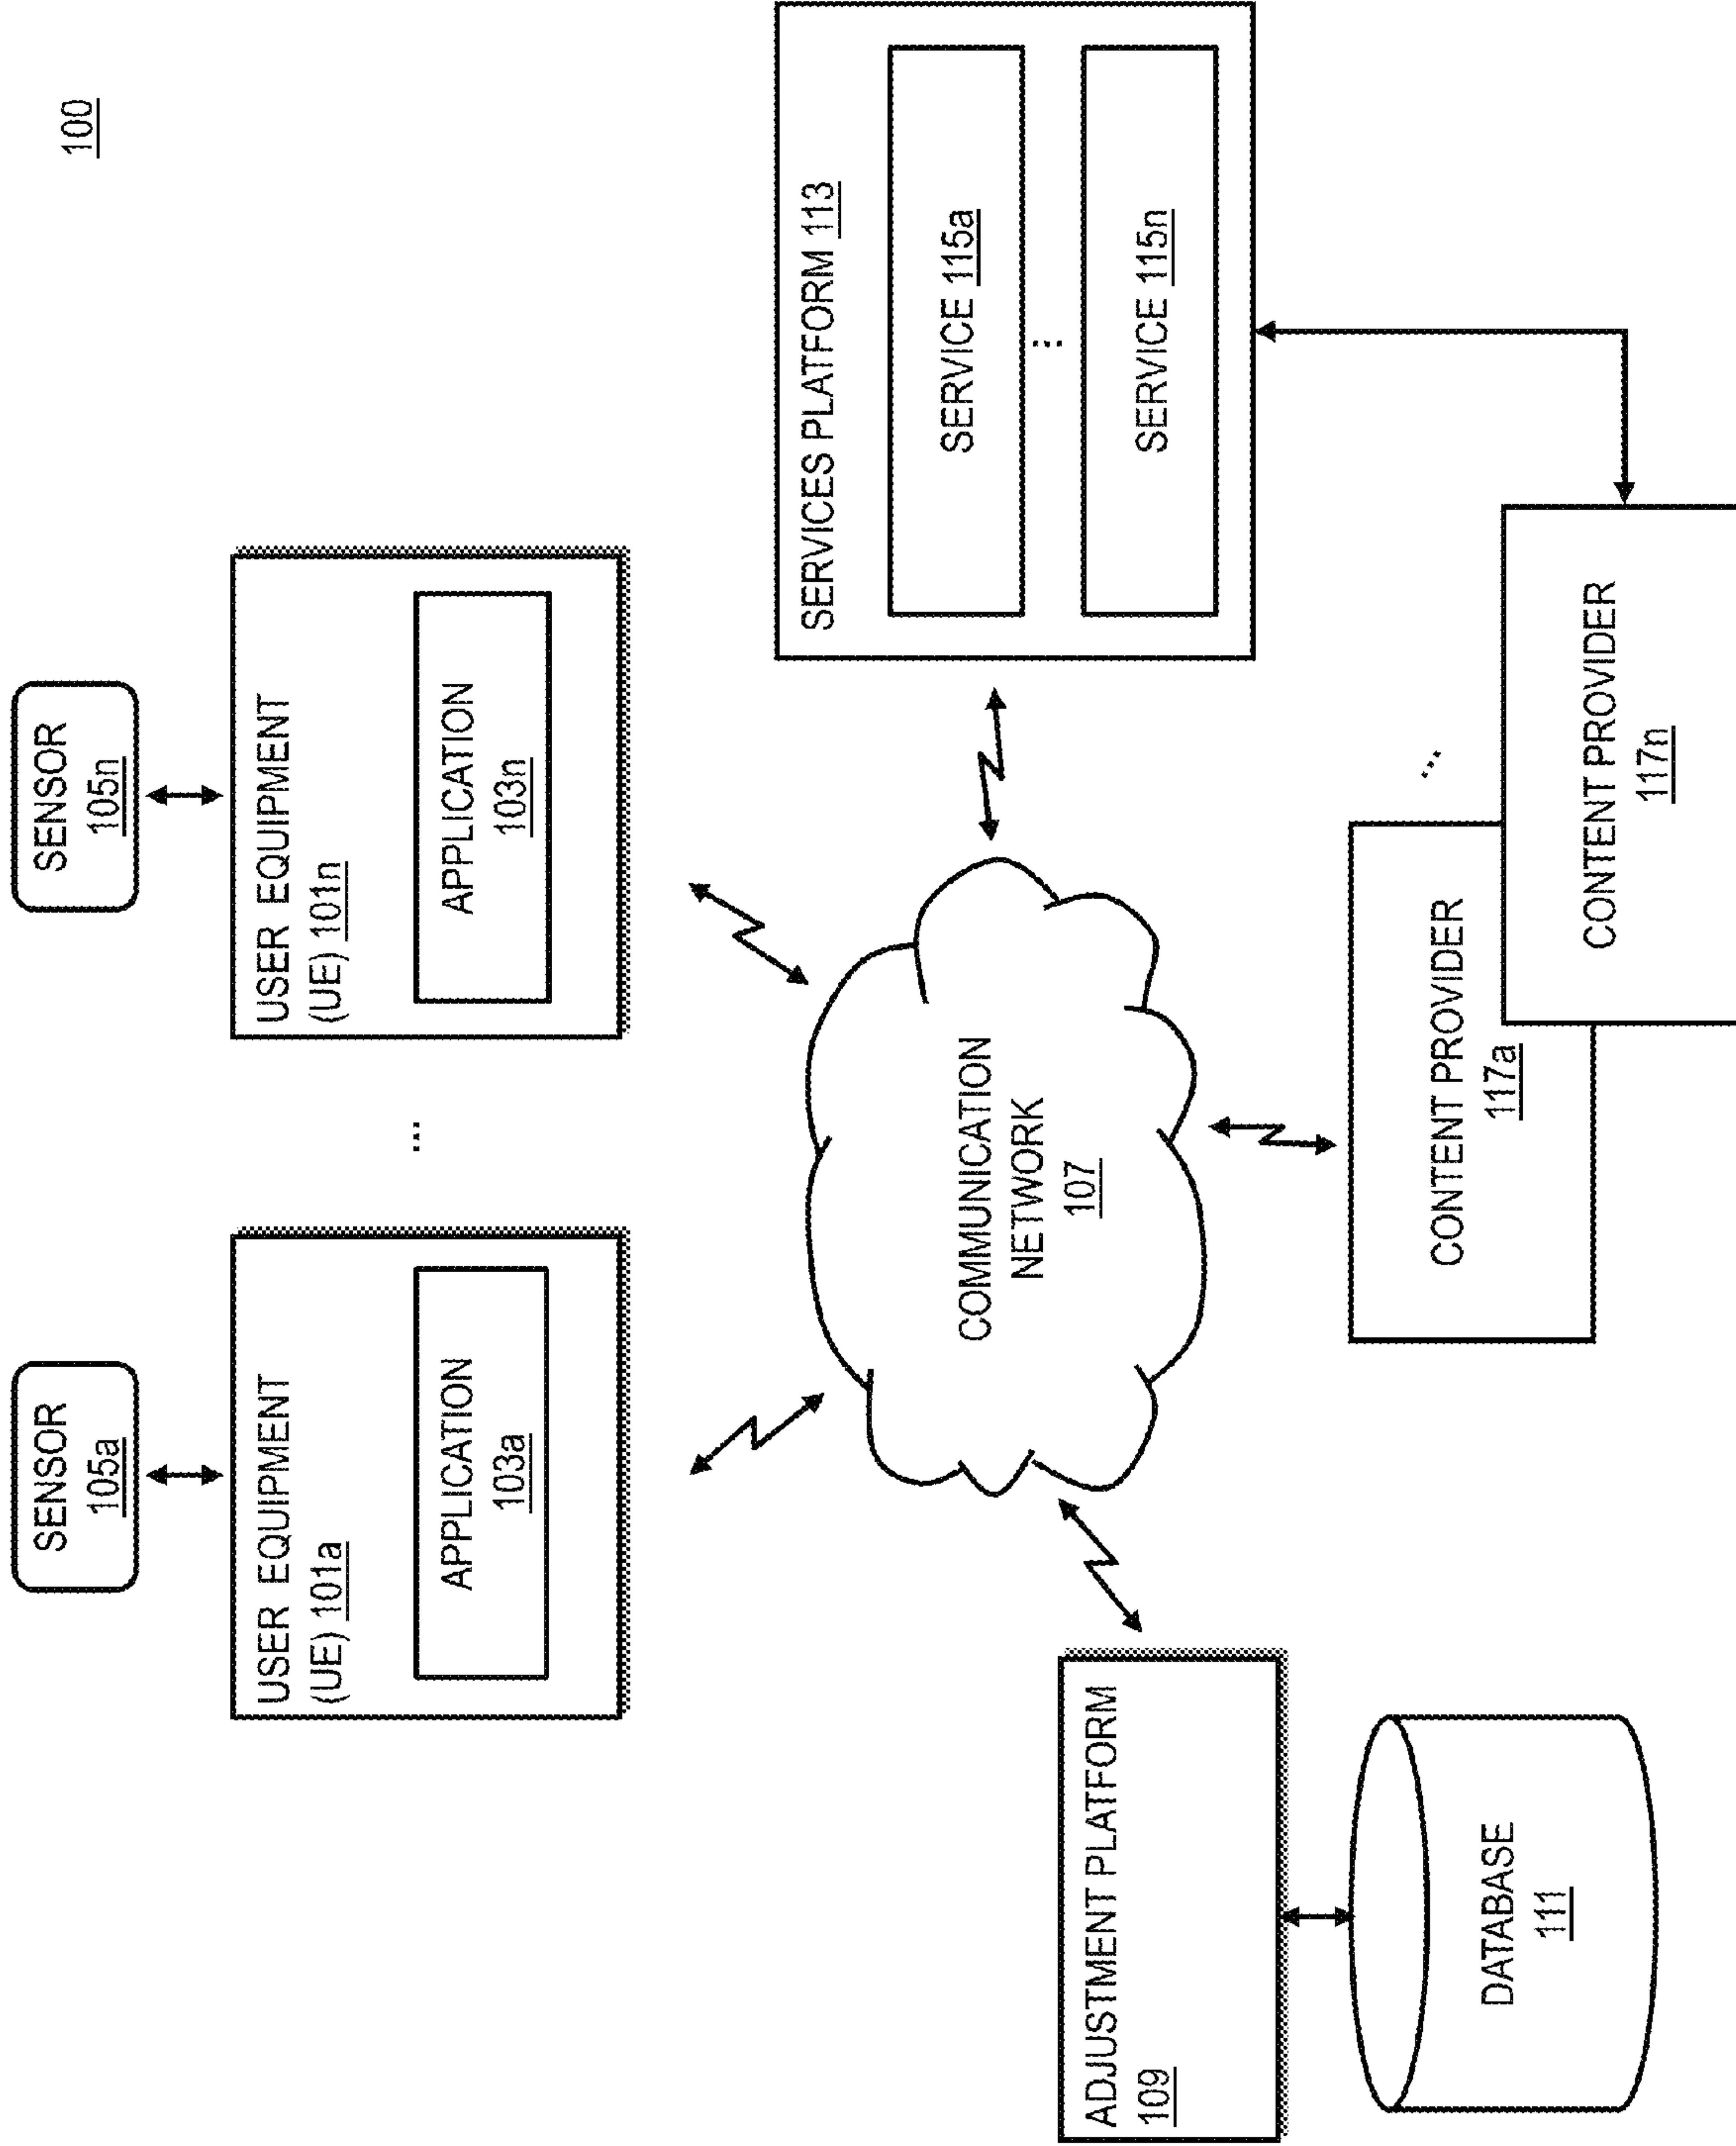 100
SENSOR
105a
SENSOR
105n
USER EQUIPMENT
(UE) 101a
APPLICATION
103a
...
USER EQUIPMENT
(UE) 101n
APPLICATION
103n
COMMUNICATION
NETWORK
107
SERVICES PLATFORM 113
SERVICE 115a
...
SERVICE 115n
ADJUSTMENT PLATFORM
109
DATABASE
111
CONTENT PROVIDER
117a
...
CONTENT PROVIDER
117n